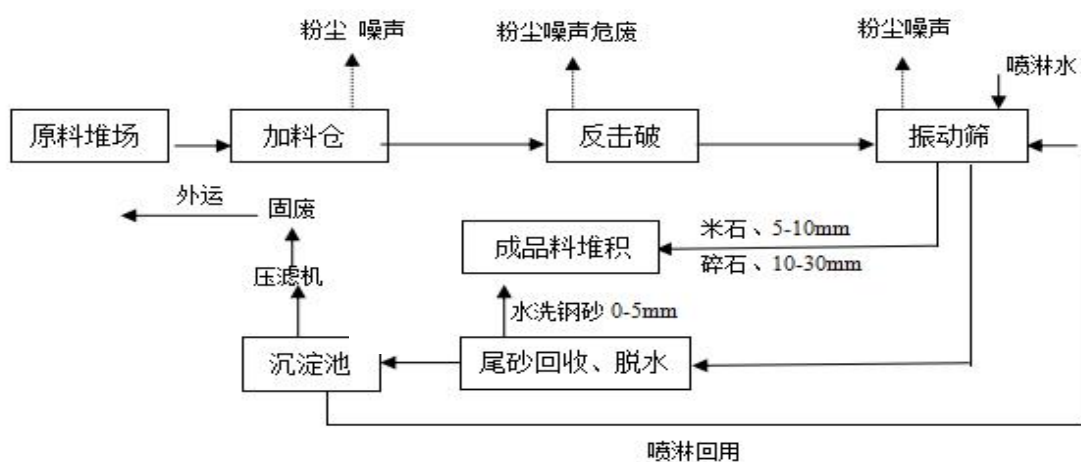 粉尘 噪声
粉尘噪声危废
粉尘噪声
喷淋水
原料堆场
加料仓
反击破
振动筛
外运
固废
成品料堆积
米石、5-10mm
碎石、10-30mm
压滤机
水洗钢砂 0-5mm
沉淀池
尾砂回收、脱水
喷淋回用